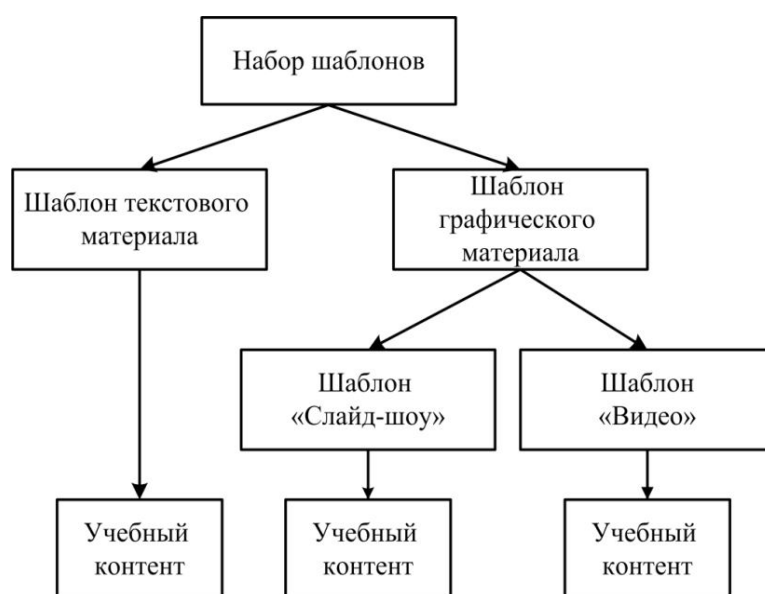 Набор шаблонов
Шаблон текстового
материала
Шаблон
графического
материала
Шаблон
«Слайд-шоу»
Шаблон
«Видео»
Учебный
контент
Учебный
контент
Учебный
контент